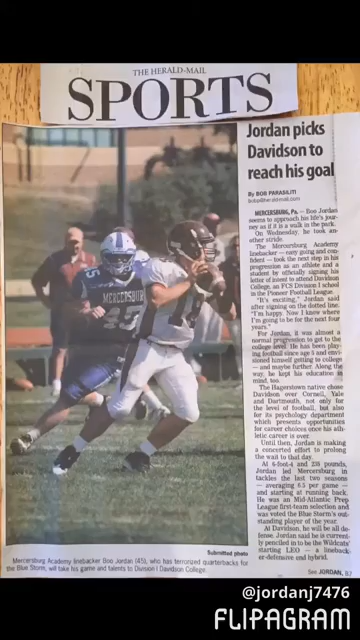 THE HERALD-MAIL
SPORTS
Jordan picks
Davidson to
reach his goal
By BOB PARASILITI
bobp@herald-mail.com
MERCERSBURG, Pa. — Boo Jordan
seems to approach his life's jour-
ney as if it is a walk in the park.
On Wednesday, he took an-
other stride.
The Mercersburg Academy
linebacker — easy going and con-
fident — took the next step in his
progression as an athlete and a
student by officially signing his
letter of intent to attend Davidson
College, an FCS Division I school in
the Pioneer Football League.
"It's exciting," Jordan said
after signing on the dotted line.
"I'm happy. Now I know where
I'm going to be for the next four
years."
For Jordan, it was almost a
normal progression to get to the
college level. He has been play-
ing football since age 5 and envi-
sioned himself getting to college
— and maybe further. Along the
way, he kept his education in
mind, too.
The Hagerstown native chose
Davidson over Cornell, Yale
and Dartmouth, not only for
the level of football, but also
for its psychology department
which presents opportunities
for career choices once his ath-
letic career is over.
Until then, Jordan is making
a concerted effort to prolong
the wait to that day.
At 6-foot-4 and 238 pounds,
Jordan led Mercersburg in
tackles the last two seasons
— averaging 6.5 per game —
and starting at running back.
He was an Mid-Atlantic Prep
League first-team selection and
was voted the Blue Storm's out-
standing player of the year.
At Davidson, he will be all de-
fense. Jordan said he is current-
ly penciled to be the Wildcats'
starting LEO — a lineback-
er-defensive end hybrid.
See JORDAN, B7
MERCERSBURG
45
Submitted photo
Mercersburg Academy linebacker Boo Jordan (45), who has terrorized quarterbacks for
the Blue Storm, will take his game and talents to Division I Davidson College.
@jordanj7476
FLIPAGRAM